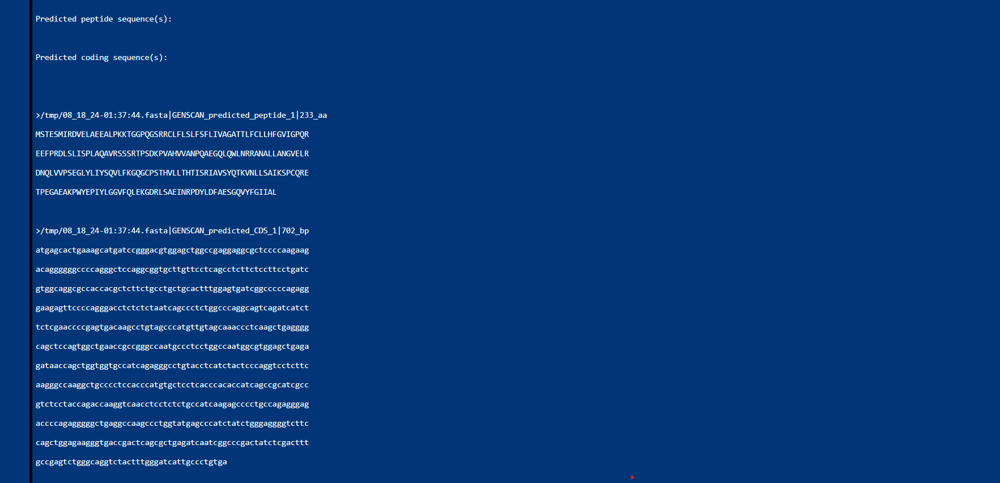 Predicted peptide sequence(s):
Predicted coding sequence(s):
>/tmp/08_18_24-01:37:44.fasta|GENSCAN_predicted_peptide_1|233_aa
MSTESMIRDVELAEEALPKKTGGPQGSRRCLFLSLFSFLIVAGATTLFCLLHFGVIGPQR
EEFPRDLSLISPLAQAVRSSSRTPSDKPVAHVVANPQAEGQLQWLNRRANALLANGVELR
DNQLVVPSEGLYLIYSQVLFKGQGCPSTHVLLTHTISRIAVSYQTKVNLLSAIKSPCQRE
TPEGAEAKPWYEPIYLGGVFQLEKGDRLSAEINRPDYLDFAESGQVYFGIIAL
>/tmp/08_18_24-01:37:44.fasta|GENSCAN_predicted_CDS_1|702_bp
atgagcactgaaagcatgatccgggacgtggagctggccgaggaggcgctccccaagaag
acaggggggccccagggctccaggcggtgcttgttcctcagcctcttctccttcctgatc
gtggcaggcgccaccacgctcttctgcctgctgcactttggagtgatcggcccccagagg
gaagagttccccagggacctctctctaatcagccctctggcccaggcagtcagatcatct
tctcgaaccccgagtgacaagcctgtagcccatgttgtagcaaaccctcaagctgagggg
cagctccagtggctgaaccgccgggccaatgccctcctggccaatggcgtggagctgaga
gataaccagctggtggtgccatcagagggcctgtacctcatctactcccaggtcctcttc
aagggccaaggctgcccctccacccatgtgctcctcacccacaccatcagccgcatcgcc
gtctcctaccagaccaaggtcaacctcctctctgccatcaagagcccctgccagagggag
accccagagggggctgaggccaagccctggtatgagcccatctatctgggaggggtcttc
cagctggagaagggtgaccgactcagcgctgagatcaatcggcccgactatctcgacttt
gccgagtctgggcaggtctactttgggatcattgccctgtga